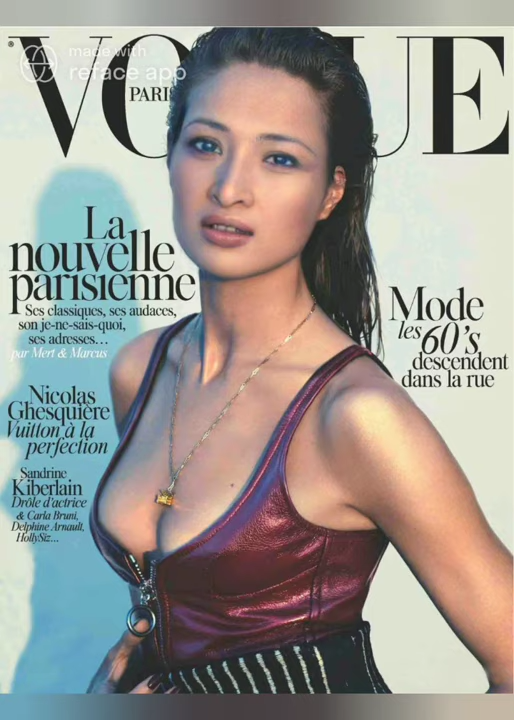 made with
reface app
VOGUE
PARIS
La
nouvelle
parisienne
Ses classiques, ses audaces,
son je-ne-sais-quoi,
ses adresses...
par Mert & Marcus
Nicolas
Ghesquière
Vuitton à la
perfection
Sandrine
Kiberlain
Drôle d'actrice
& Carla Bruni,
Delphine Arnault,
HollySiz...
Mode
les 60's
descendent
dans la rue